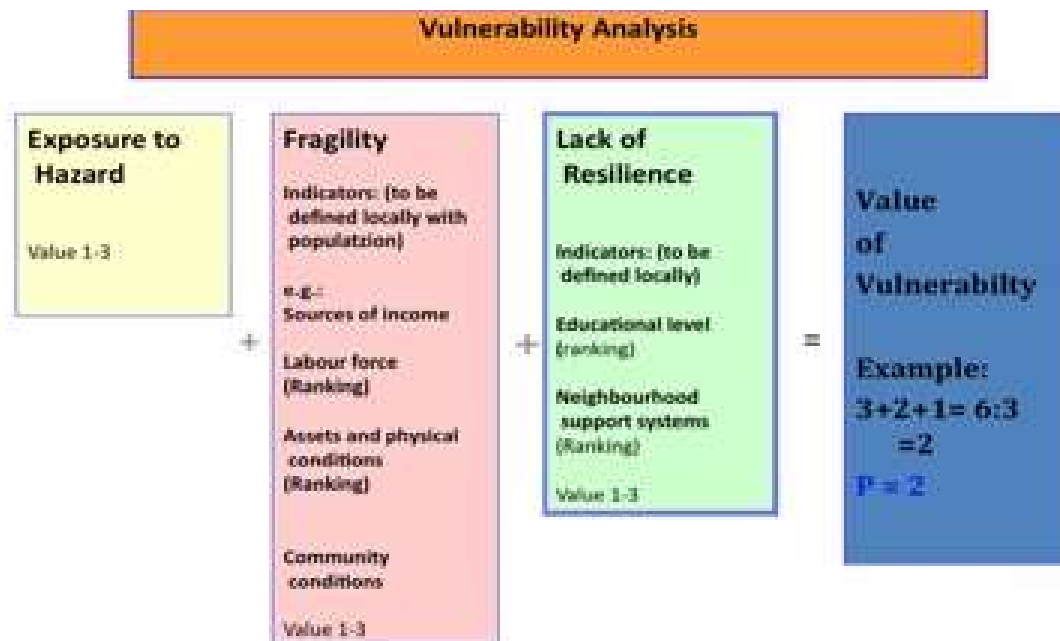 Vulnerability Analysis
Exposure to
Hazard
Value 1-3
+
Fragility
Indicators: (to be
defined locally with
populatzion)
e.g.:
Sources of income
Labour force
(Ranking)
Assets and physical
conditions
(Ranking)
Community
conditions
Value 1-3
+
Lack of
Resilience
Indicators: (to be
defined locally)
Educational level
(ranking)
Neighbourhood
support systems
(Ranking)
Value 1-3
=
Value
of
Vulnerabilty
Example:
3+2+1= 6:3
=2
P = 2